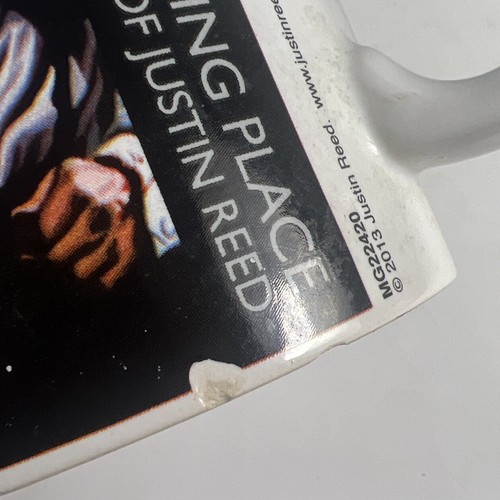 ING PLACE
OF JUSTIN REED
MG22420
© 2013 Justin Reed. www.justinree